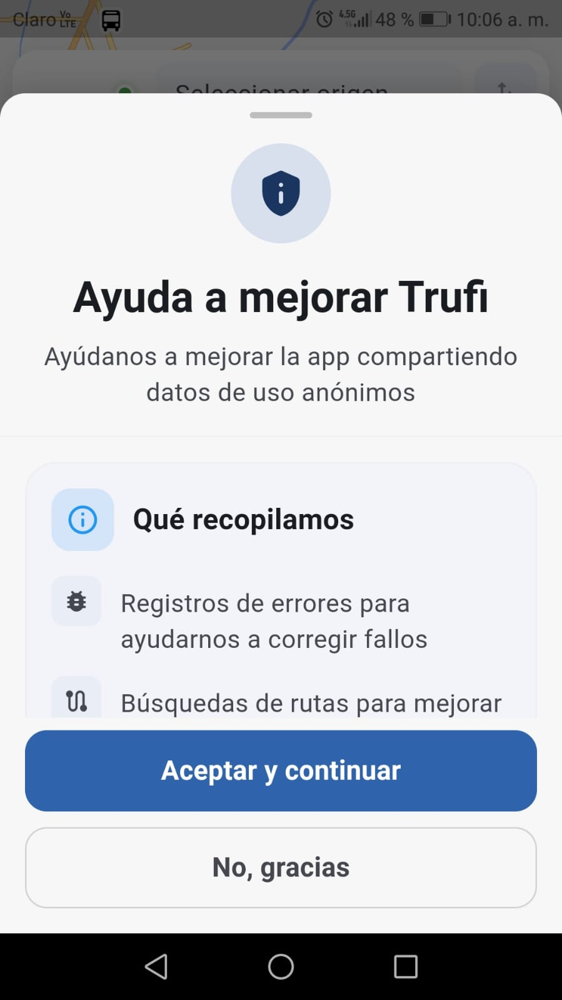 Claro Vo LTE 4.5G 48 % 10:06 a. m.
Seleccionar origen
Ayuda a mejorar Trufi
Ayúdanos a mejorar la app compartiendo
datos de uso anónimos
Qué recopilamos
Registros de errores para
ayudarnos a corregir fallos
Búsquedas de rutas para mejorar
Aceptar y continuar
No, gracias